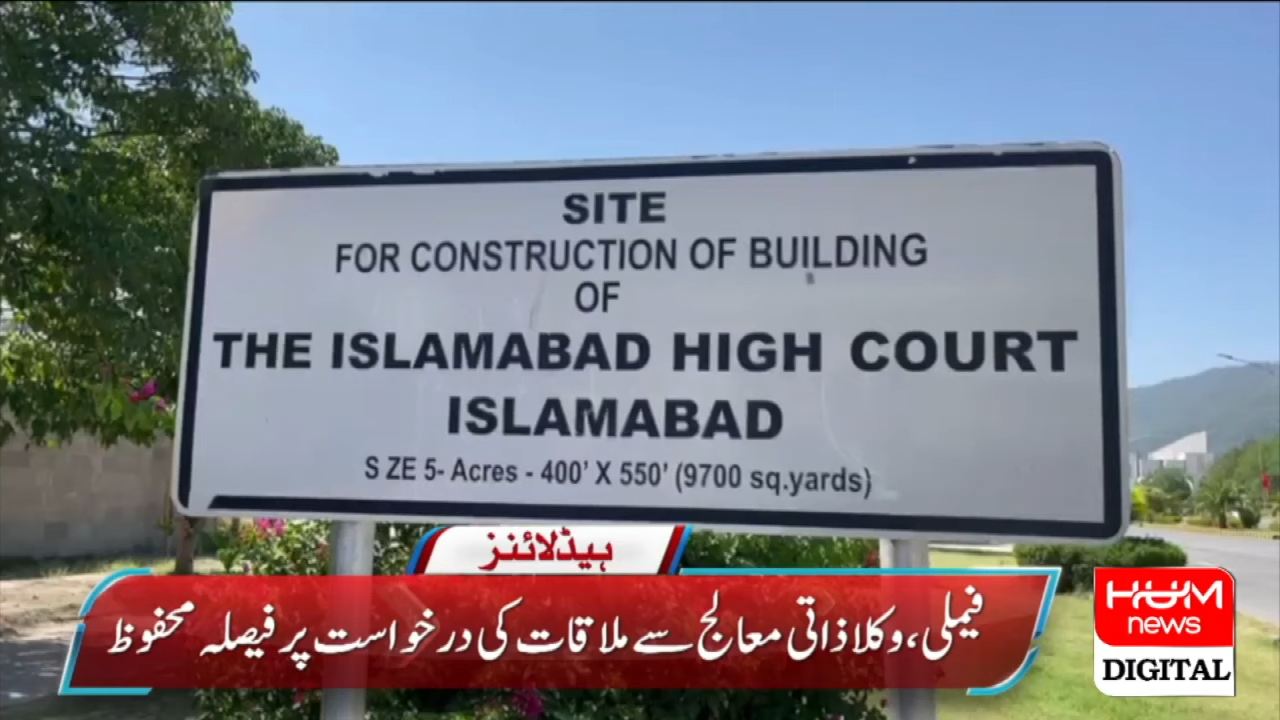 SITE
FOR CONSTRUCTION OF BUILDING
OF
THE ISLAMABAD HIGH COURT
ISLAMABAD
S ZE 5- Acres - 400' X 550' (9700 sq.yards)
ہیڈلائنز
فیملی، وکلا ذاتی معالج سے ملاقات کی درخواست پر فیصلہ محفوظ
HUM
news
DIGITAL